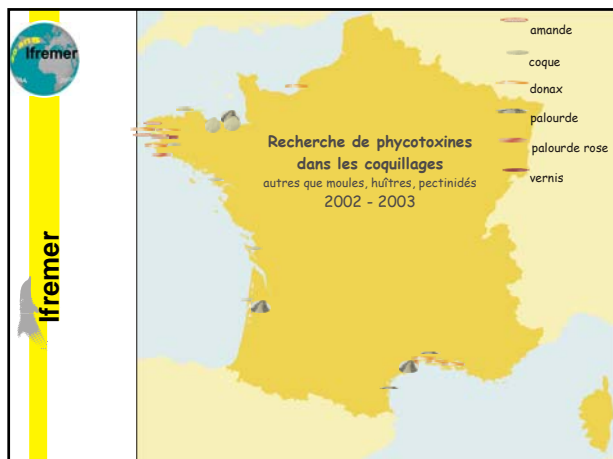 Ifremer
Ifremer
Recherche de phycotoxines
dans les coquillages
autres que moules, huîtres, pectinidés
2002 - 2003
amande
coque
donax
palourde
palourde rose
vernis